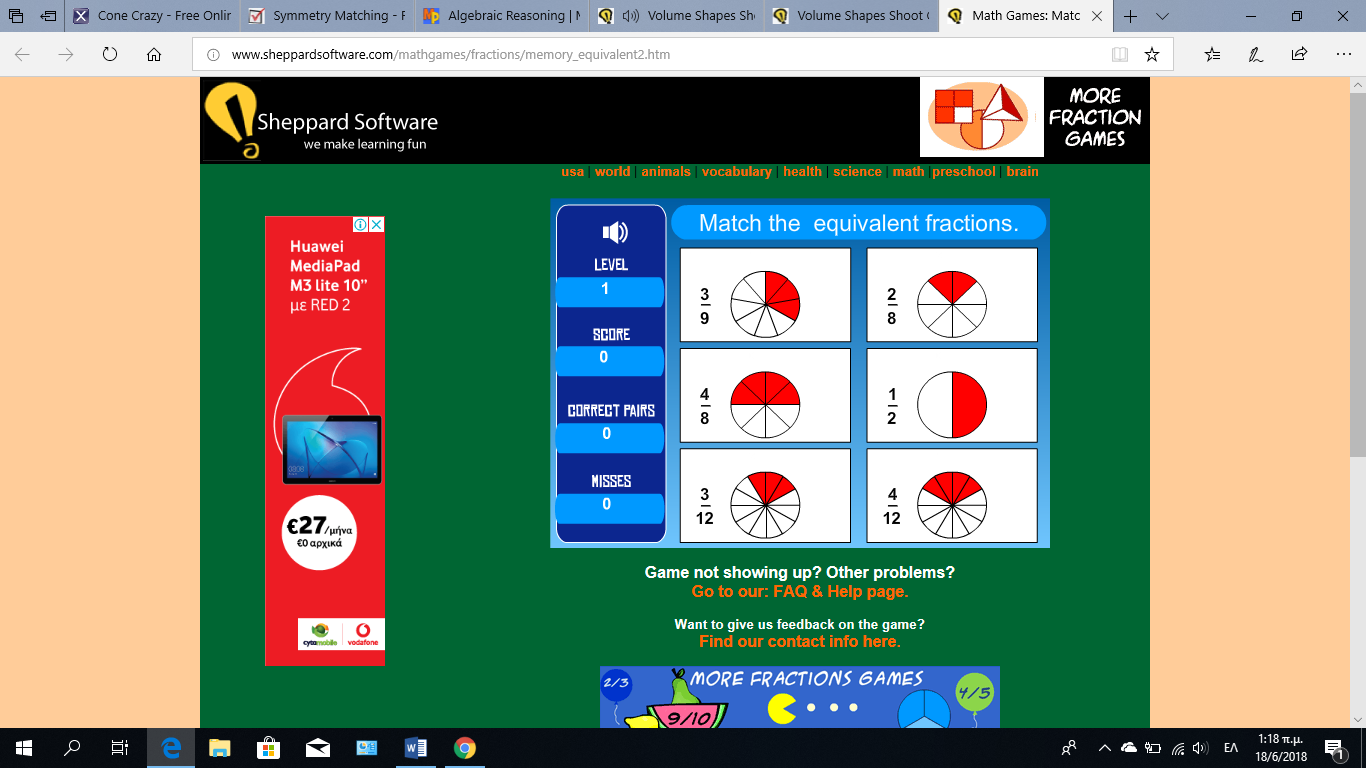 Cone Crazy - Free Onlir
Symmetry Matching - F
Algebraic Reasoning | M
Volume Shapes Sh
Volume Shapes Shoot
Math Games: Matc
www.sheppardsoftware.com/mathgames/fractions/memory_equivalent2.htm
Sheppard Software
we make learning fun
MORE
FRACTION
GAMES
usa | world | animals | vocabulary | health | science | math | preschool | brain
Huawei
MediaPad
M3 lite 10”
με RED 2
€27/μήνα
€0 αρχικά
cytamobile
vodafone
Match the equivalent fractions.
LEVEL
1
SCORE
0
CORRECT PAIRS
0
MISSES
0
3/9
2/8
4/8
1/2
3/12
4/12
Game not showing up? Other problems?
Go to our: FAQ & Help page.
Want to give us feedback on the game?
Find our contact info here.
MORE FRACTIONS GAMES
2/3
9/10
4/5
ΕΛ
1:18 π.μ.
18/6/2018
1